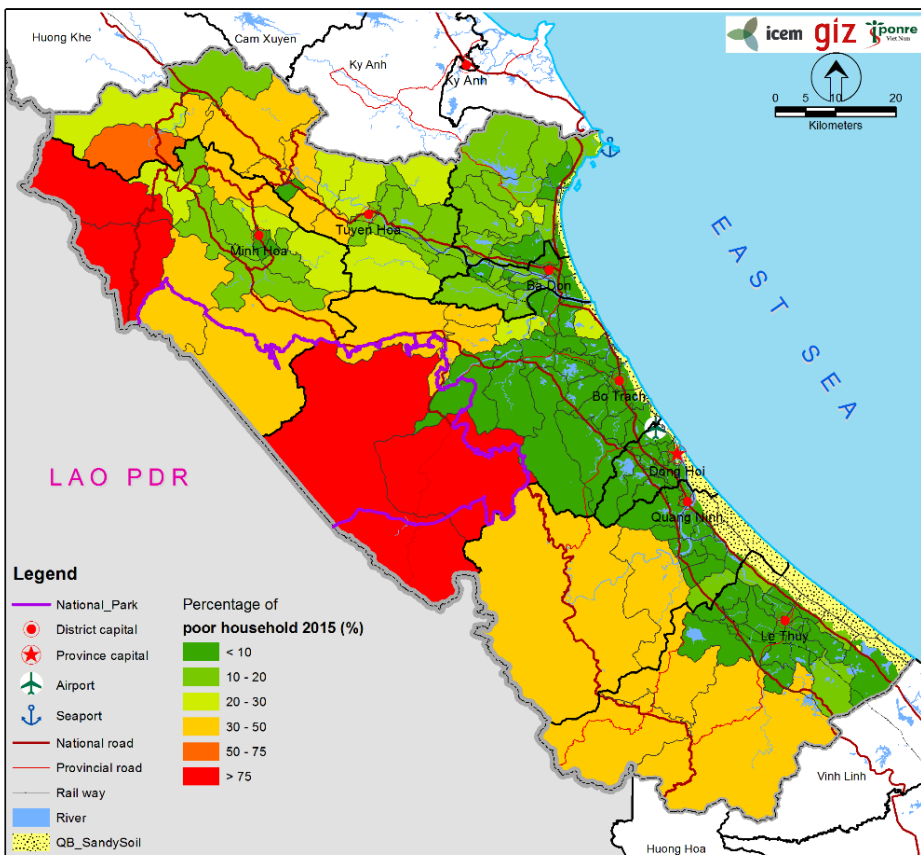 Huong Khe
Cam Xuyen
Ky Anh
Ky Anh
icem
giz
iponre
Viet Nam
0 5 10 20
Kilometers
EAST SEA
Tuyen Hoa
Minh Hoa
Ba Don
Bo Trach
Dong Hoi
Quang Ninh
Le Thuy
LAO PDR
Vinh Linh
Huong Hoa
Legend
National_Park
District capital
Province capital
Airport
Seaport
National road
Provincial road
Rail way
River
QB_SandySoil
Percentage of
poor household 2015 (%)
< 10
10 - 20
20 - 30
30 - 50
50 - 75
> 75